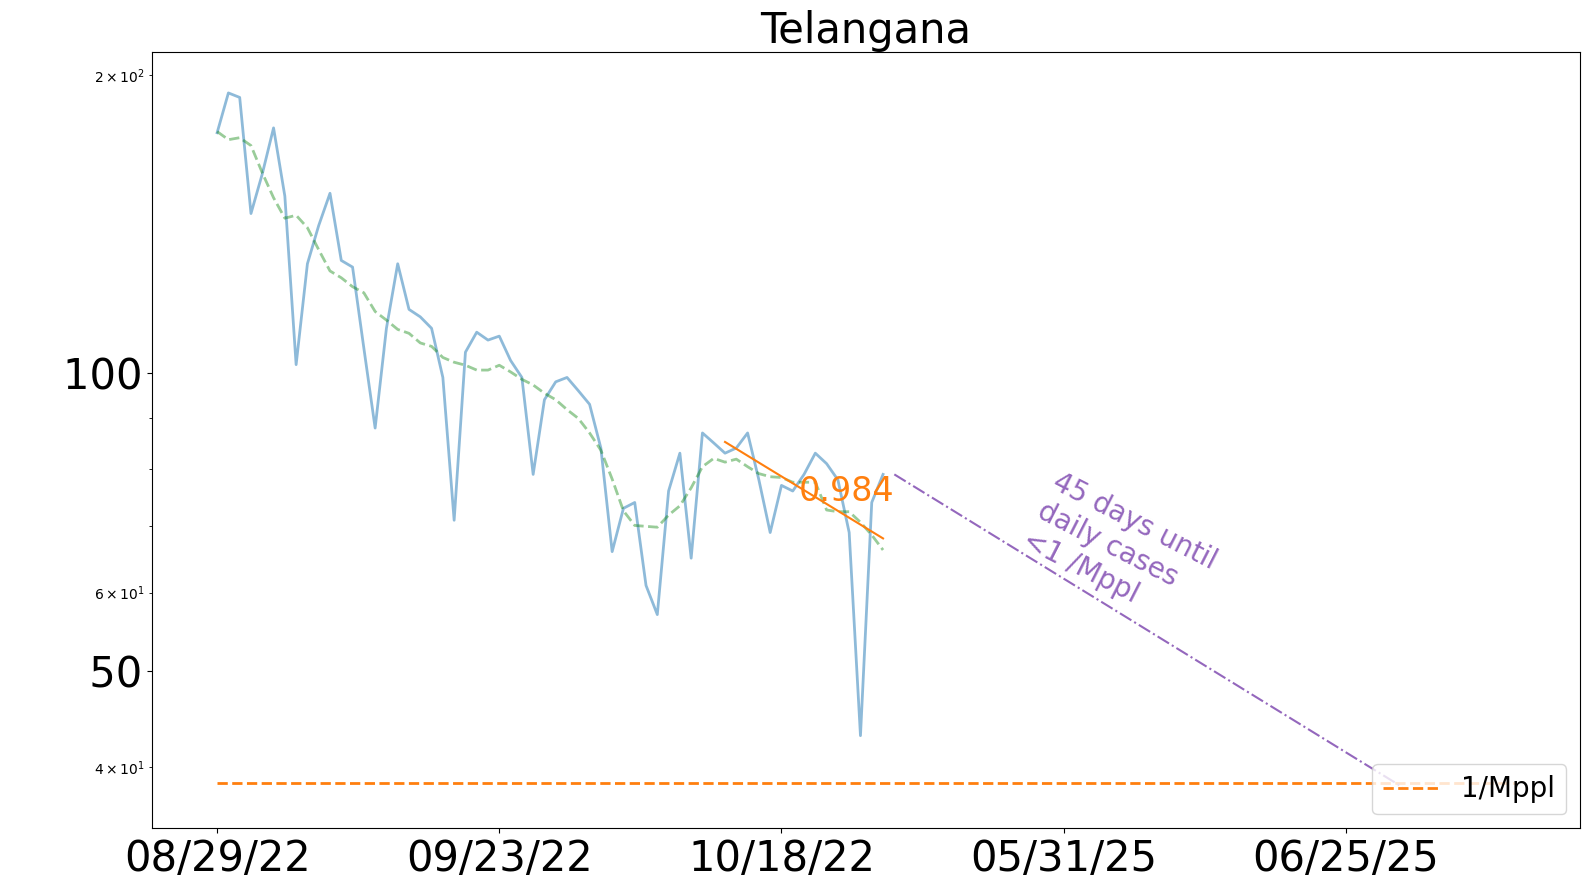 Telangana
2 × 10²
100
6 × 10¹
50
4 × 10¹
0.984
45 days until
daily cases
<1 /Mppl
1/Mppl
08/29/22 09/23/22 10/18/22 05/31/25 06/25/25